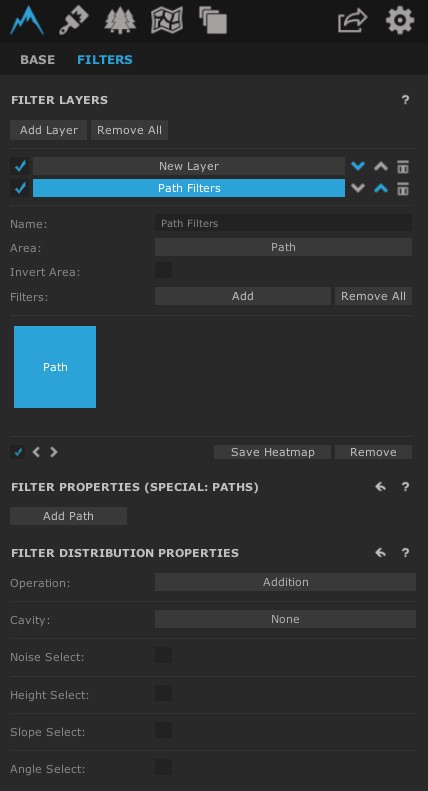 BASE FILTERS
FILTER LAYERS ?
Add Layer Remove All
New Layer
Path Filters
Name: Path Filters
Area: Path
Invert Area:
Filters: Add Remove All
Path
Save Heatmap Remove
FILTER PROPERTIES (SPECIAL: PATHS) ?
Add Path
FILTER DISTRIBUTION PROPERTIES ?
Operation: Addition
Cavity: None
Noise Select:
Height Select:
Slope Select:
Angle Select: